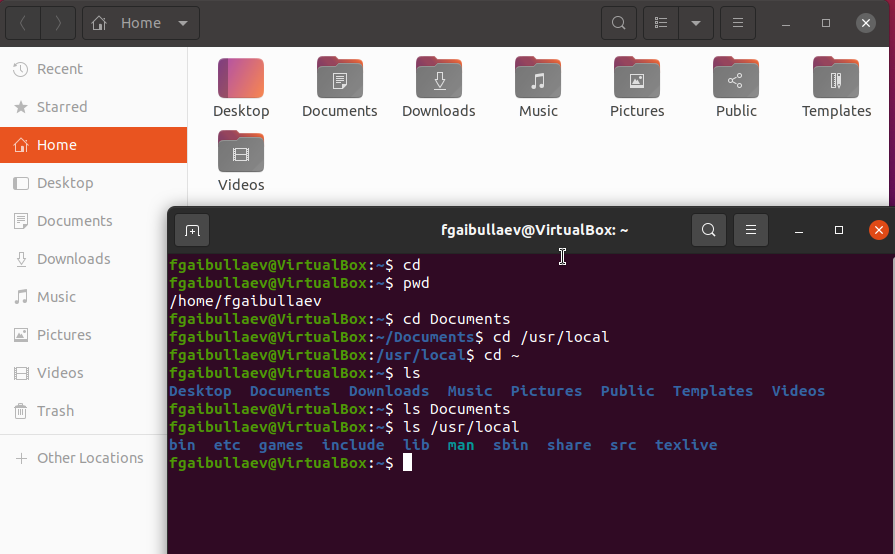 Home
Recent
Starred
Home
Desktop
Documents
Downloads
Music
Pictures
Videos
Trash
Other Locations
Desktop Documents Downloads Music Pictures Public Templates
Videos
fgaibullaev@VirtualBox: ~
fgaibullaev@VirtualBox:~$ cd
fgaibullaev@VirtualBox:~$ pwd
/home/fgaibullaev
fgaibullaev@VirtualBox:~$ cd Documents
fgaibullaev@VirtualBox:~/Documents$ cd /usr/local
fgaibullaev@VirtualBox:/usr/local$ cd ~
fgaibullaev@VirtualBox:~$ ls
Desktop  Documents  Downloads  Music  Pictures  Public  Templates  Videos
fgaibullaev@VirtualBox:~$ ls Documents
fgaibullaev@VirtualBox:~$ ls /usr/local
bin  etc  games  include  lib  man  sbin  share  src  texlive
fgaibullaev@VirtualBox:~$